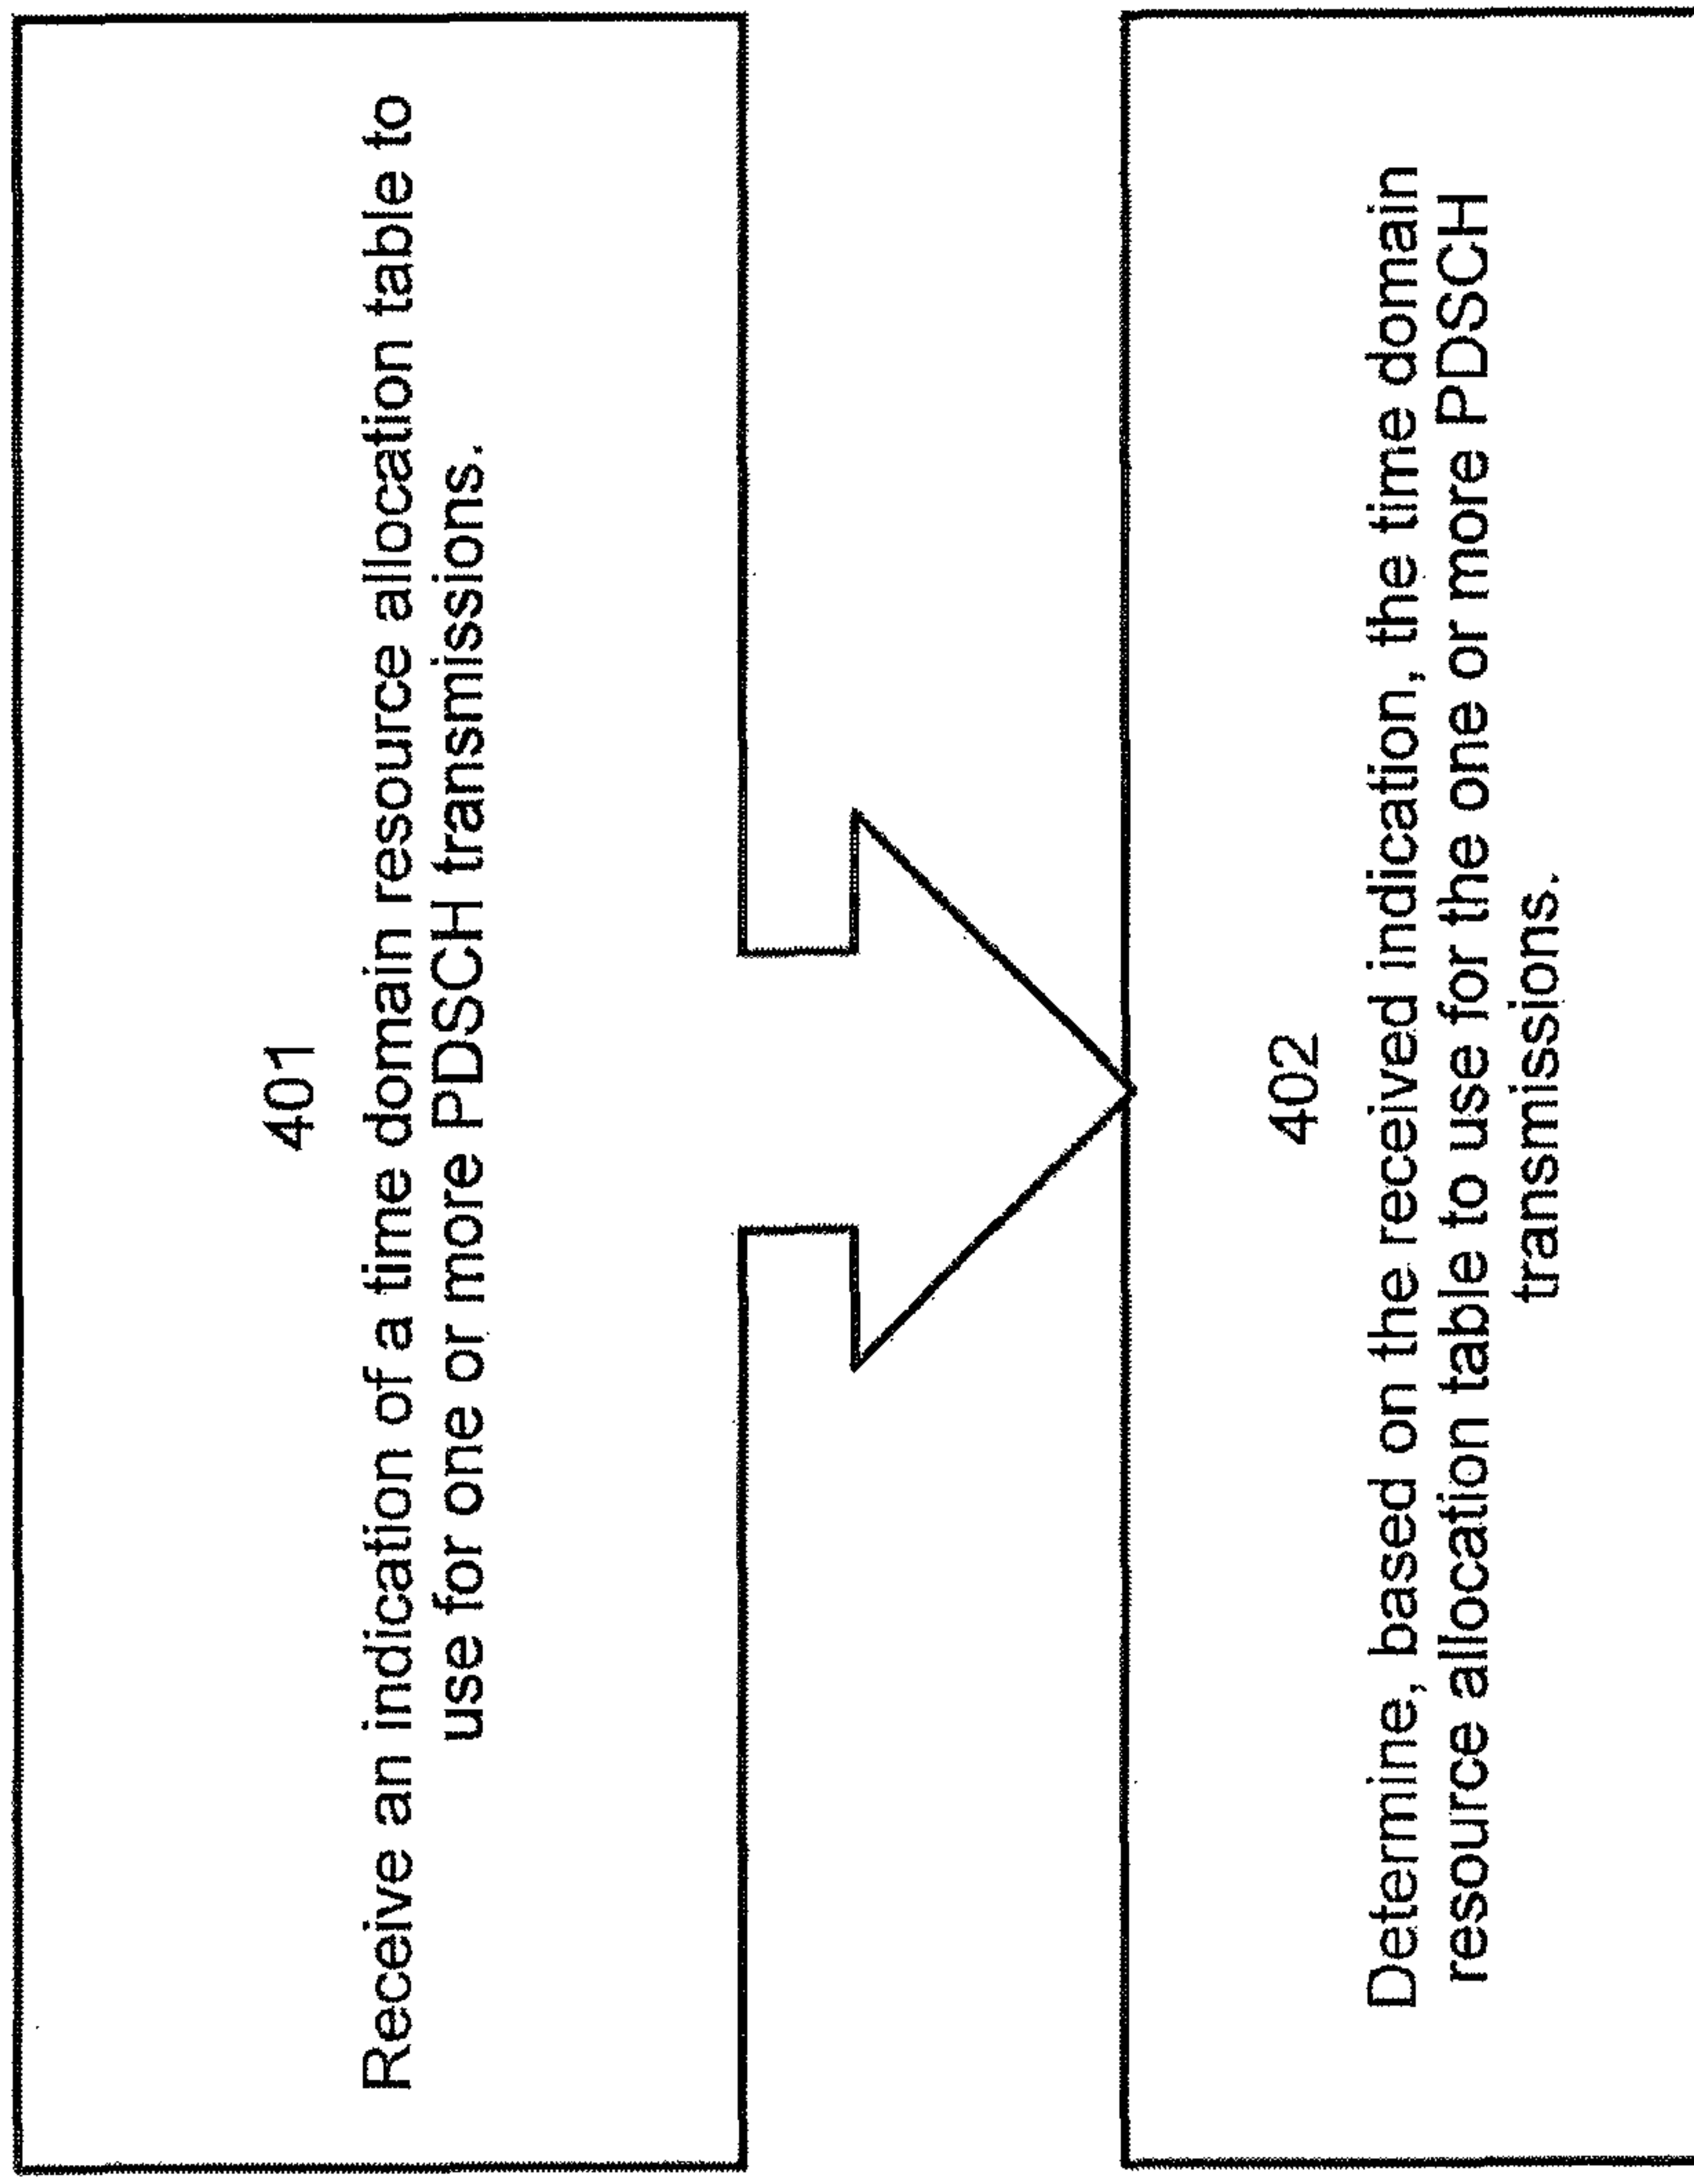 401
Receive an indication of a time domain resource allocation table to
use for one or more PDSCH transmissions.
402
Determine, based on the received indication, the time domain
resource allocation table to use for the one or more PDSCH
transmissions.